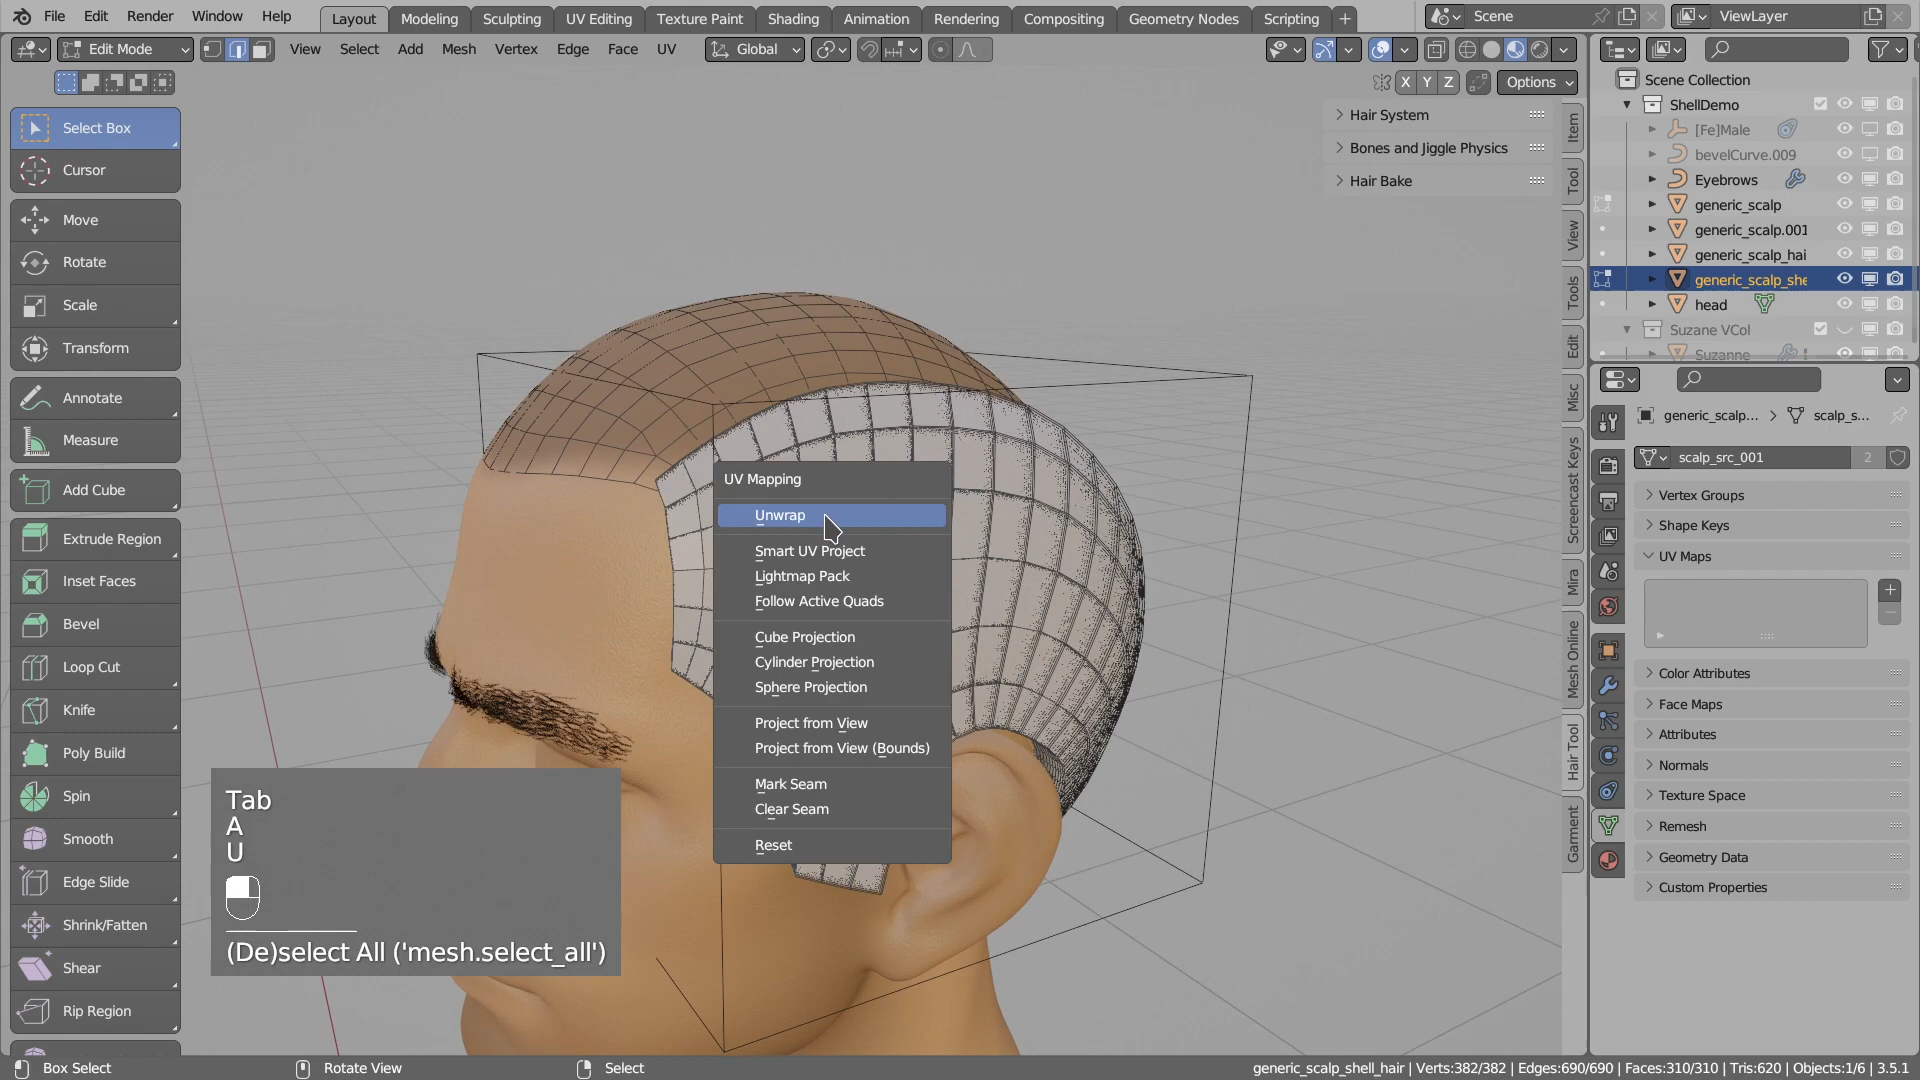 File Edit Render Window Help Layout Modeling Sculpting UV Editing Texture Paint Shading Animation Rendering Compositing Geometry Nodes Scripting + Scene ViewLayer
Edit Mode View Select Add Mesh Vertex Edge Face UV Global
X Y Z Options
Select Box
Cursor
Move
Rotate
Scale
Transform
Annotate
Measure
Add Cube
Extrude Region
Inset Faces
Bevel
Loop Cut
Knife
Poly Build
Spin
Smooth
Edge Slide
Shrink/Fatten
Shear
Rip Region
UV Mapping
Unwrap
Smart UV Project
Lightmap Pack
Follow Active Quads
Cube Projection
Cylinder Projection
Sphere Projection
Project from View
Project from View (Bounds)
Mark Seam
Clear Seam
Reset
Tab
A
U
(De)select All ('mesh.select_all')
Hair System
Bones and Jiggle Physics
Hair Bake
Item
Tool
View
Tools
Edit
Misc
Screencast Keys
Mira
Mesh Online
Hair Tool
Garment
Scene Collection
ShellDemo
[Fe]Male
bevelCurve.009
Eyebrows
generic_scalp
generic_scalp.001
generic_scalp_hai
generic_scalp_she
head
Suzane VCol
Suzanne
generic_scalp... > scalp_s...
scalp_src_001 2
Vertex Groups
Shape Keys
UV Maps
Color Attributes
Face Maps
Attributes
Normals
Texture Space
Remesh
Geometry Data
Custom Properties
Box Select Rotate View Select generic_scalp_shell_hair | Verts:382/382 | Edges:690/690 | Faces:310/310 | Tris:620 | Objects:1/6 | 3.5.1